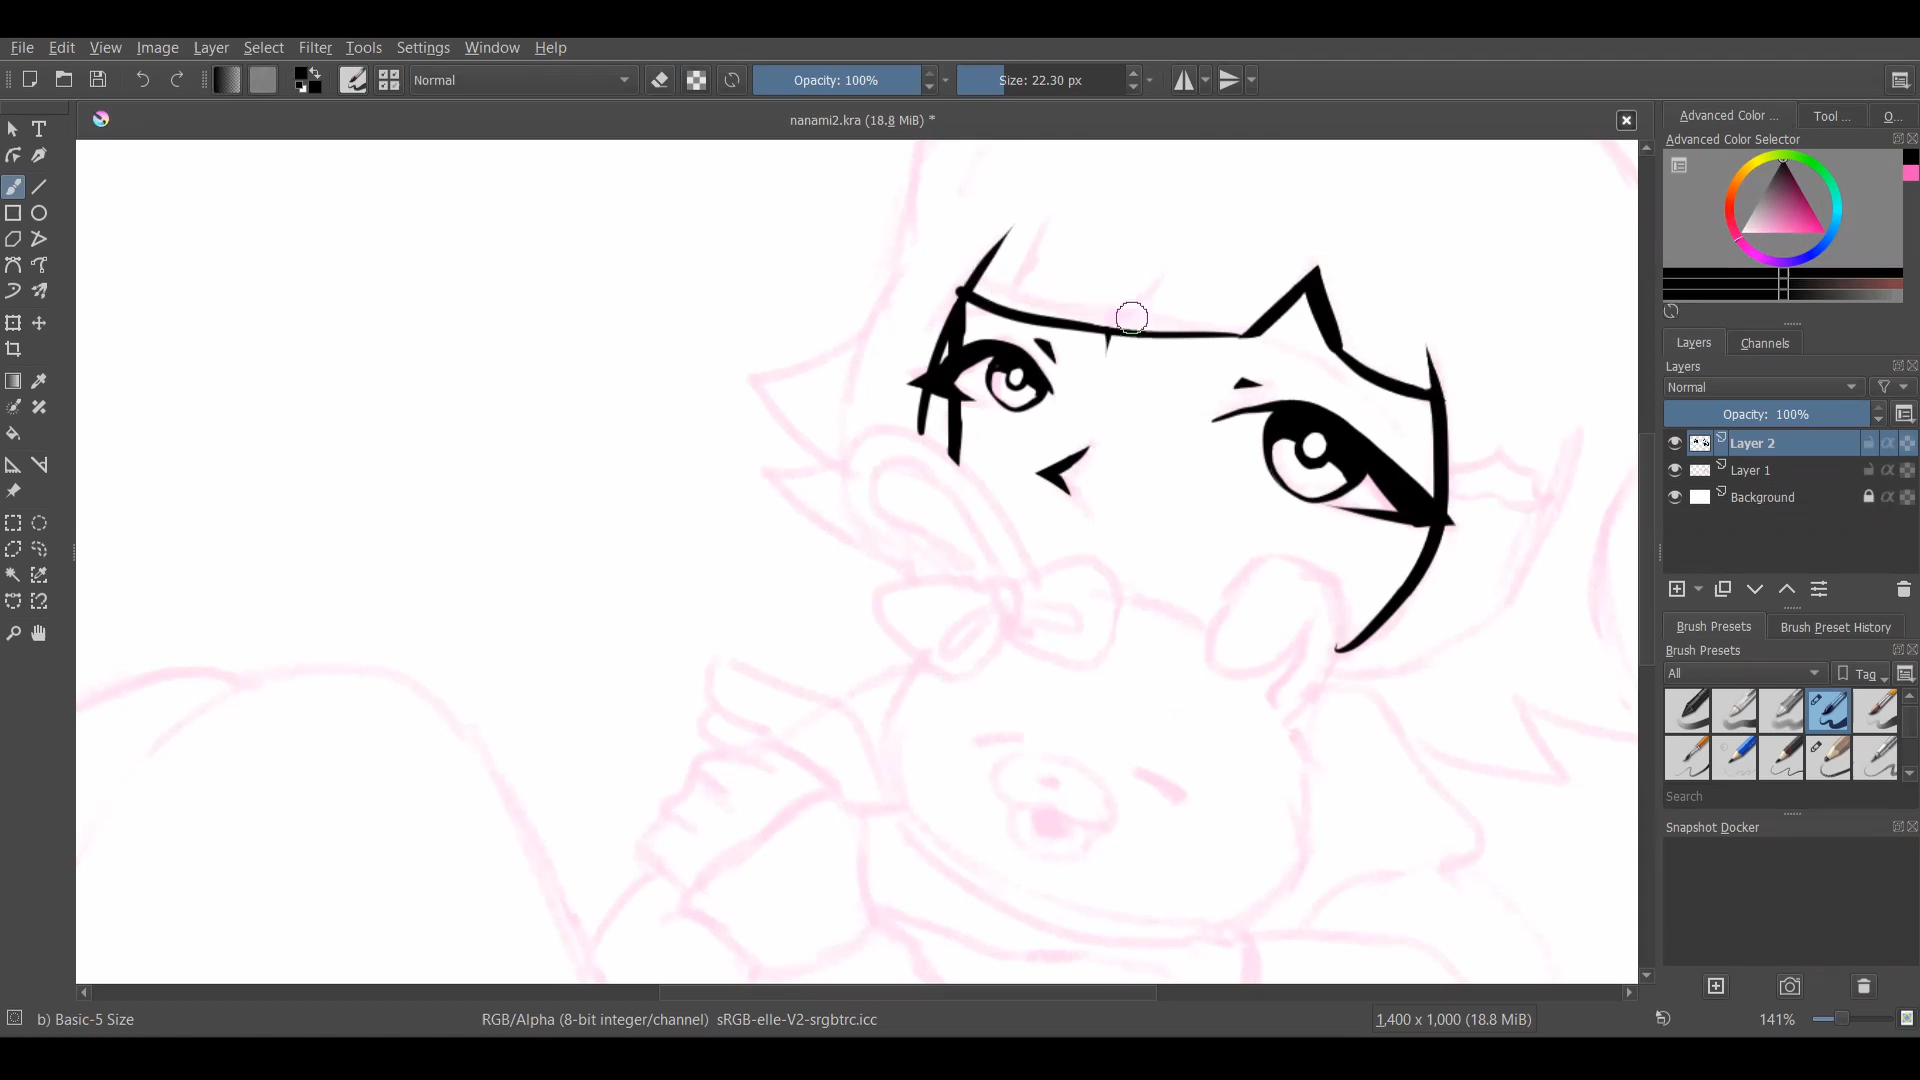 File Edit View Image Layer Select Filter Tools Settings Window Help
Normal Opacity: 100% Size: 22.30 px
nanami2.kra (18.8 MiB) *
Advanced Color ... Tool ... O...
Advanced Color Selector
Layers Channels
Layers
Normal
Opacity: 100%
Layer 2
Layer 1
Background
Brush Presets Brush Preset History
Brush Presets
All Tag
Search
Snapshot Docker
b) Basic-5 Size RGB/Alpha (8-bit integer/channel) sRGB-elle-V2-srgbtrc.icc 1,400 x 1,000 (18.8 MiB) 141%